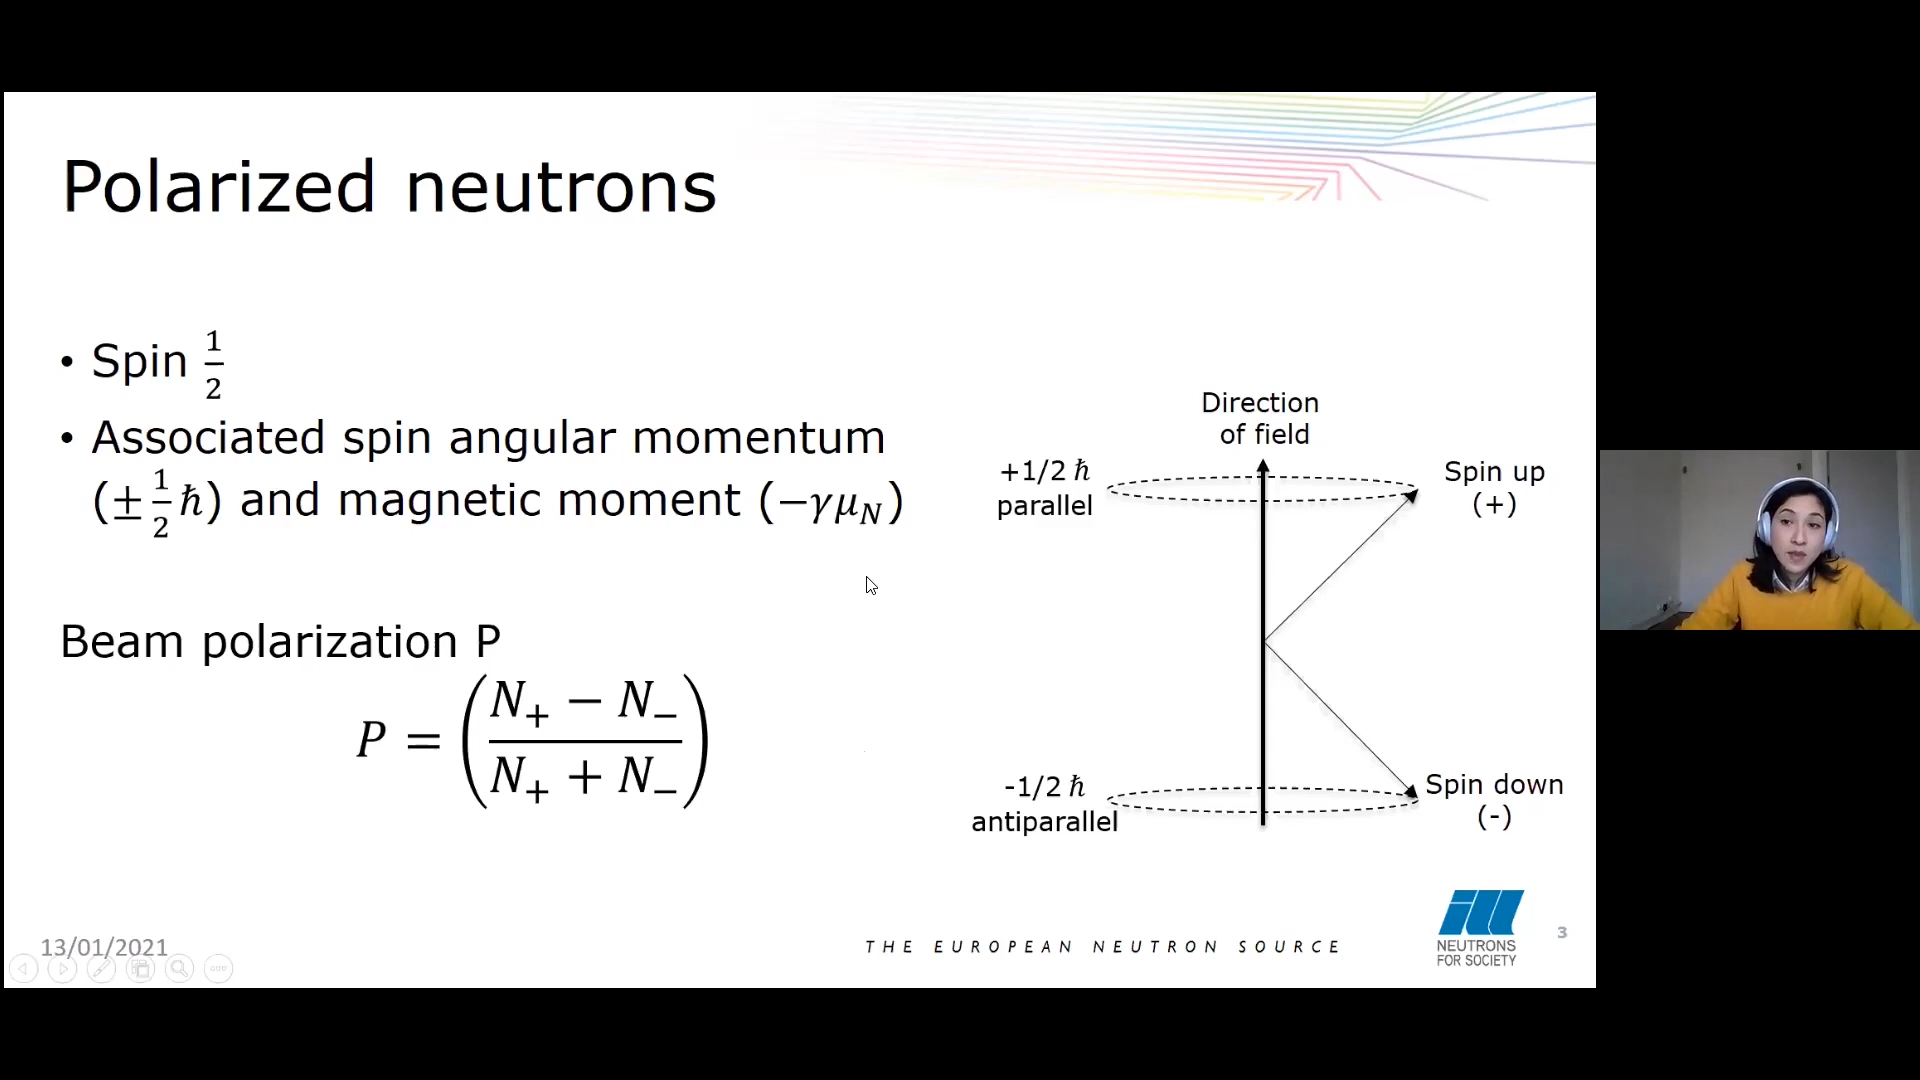 Polarized neutrons
• Spin 1/2
• Associated spin angular momentum
(±1/2 ℏ) and magnetic moment (−γμ_N)
Beam polarization P
P = ((N₊ − N₋)/(N₊ + N₋))
Direction
of field
+1/2 ℏ
parallel
Spin up
(+)
-1/2 ℏ
antiparallel
Spin down
(-)
13/01/2021
THE EUROPEAN NEUTRON SOURCE
ill
NEUTRONS
FOR SOCIETY
3